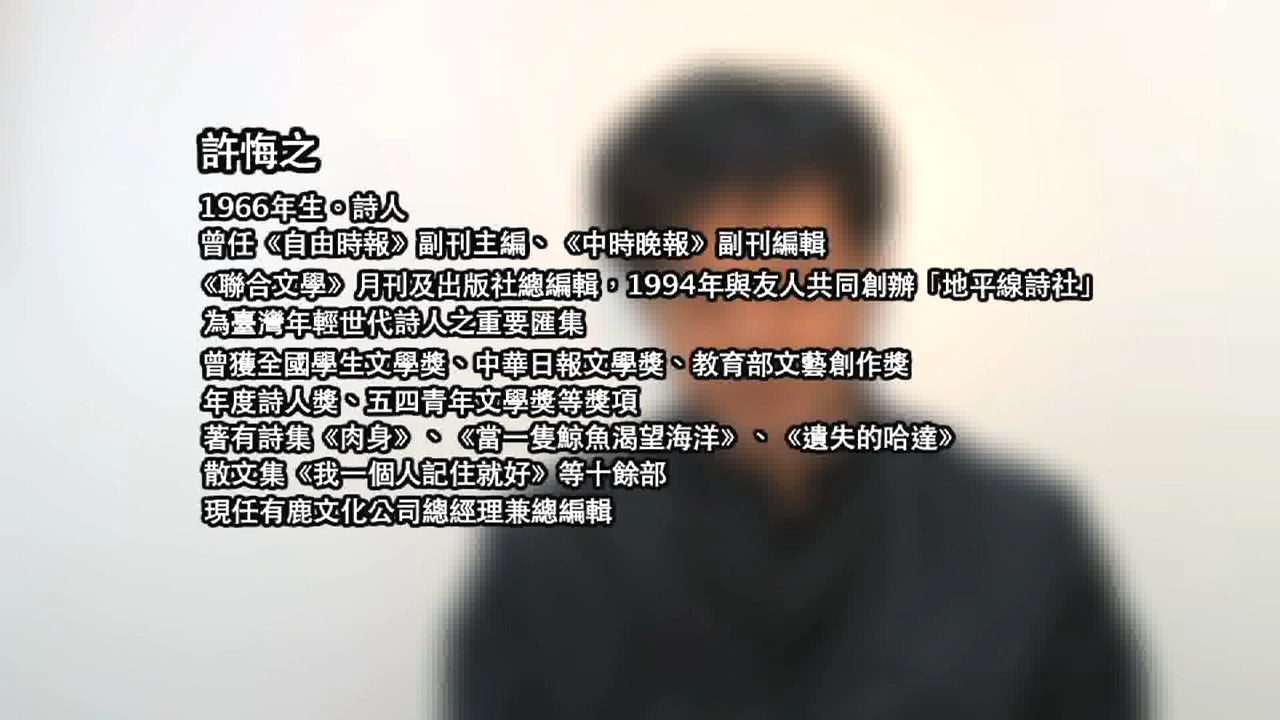 許悔之
1966年生。詩人
曾任《自由時報》副刊主編、《中時晚報》副刊編輯
《聯合文學》月刊及出版社總編輯，1994年與友人共同創辦「地平線詩社」
為臺灣年輕世代詩人之重要匯集
曾獲全國學生文學獎、中華日報文學獎、教育部文藝創作獎
年度詩人獎、五四青年文學獎等獎項
著有詩集《肉身》、《當一隻鯨魚渴望海洋》、《遺失的哈達》
散文集《我一個人記住就好》等十餘部
現任有鹿文化公司總經理兼總編輯